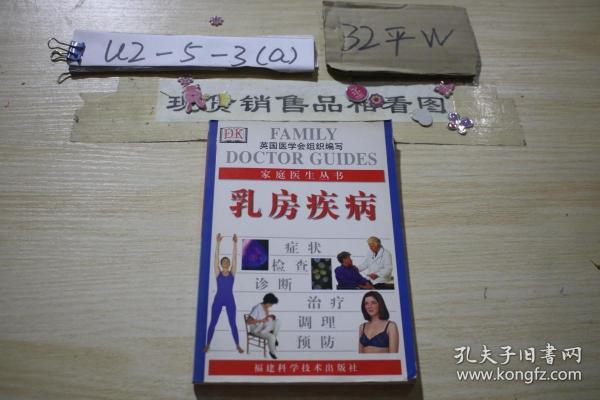 U2-5-3(a)
32平W
现货销售品相看图
DK
FAMILY
英国医学会组织编写
DOCTOR GUIDES
家庭医生丛书
乳房疾病
症状
检查
诊断
治疗
调理
预防
福建科学技术出版社
孔夫子旧书网
www.kongfz.com